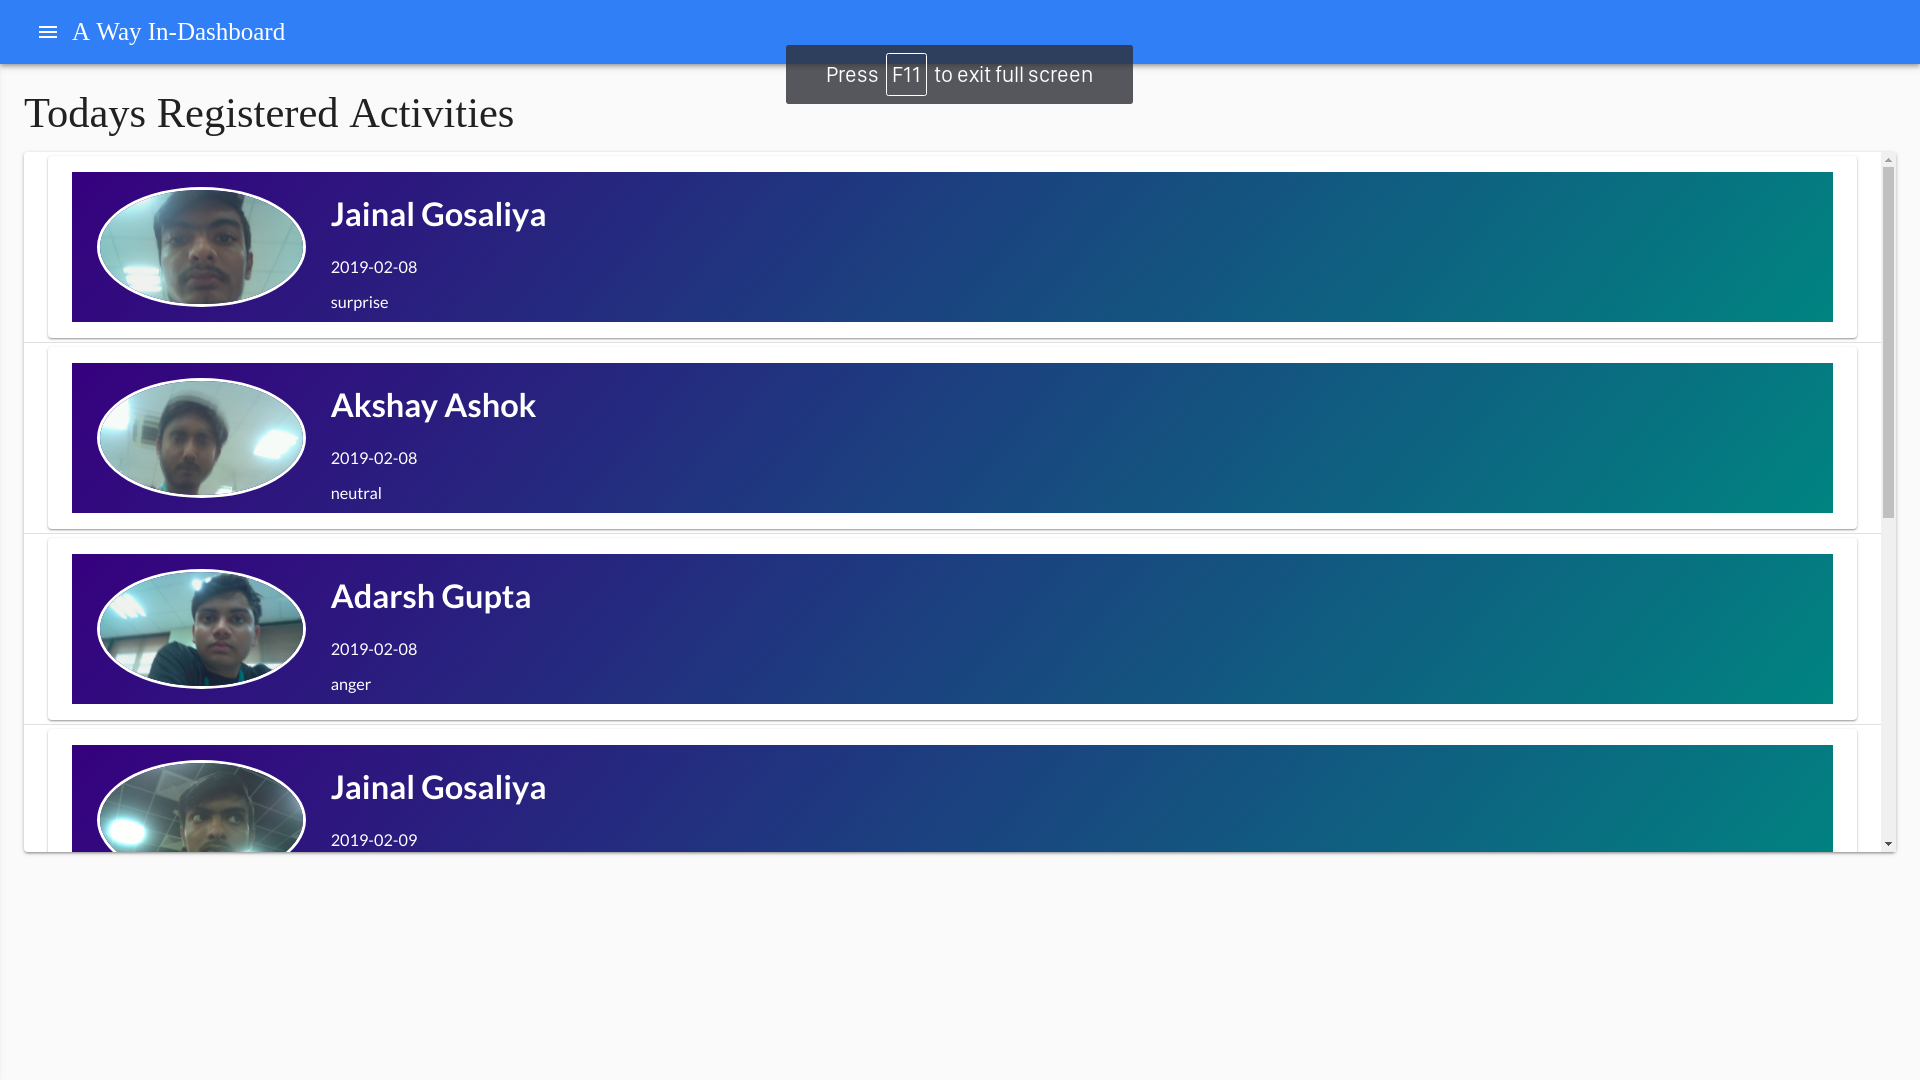 A Way In-Dashboard
Press F11 to exit full screen
Todays Registered Activities
Jainal Gosaliya
2019-02-08
surprise
Akshay Ashok
2019-02-08
neutral
Adarsh Gupta
2019-02-08
anger
Jainal Gosaliya
2019-02-09